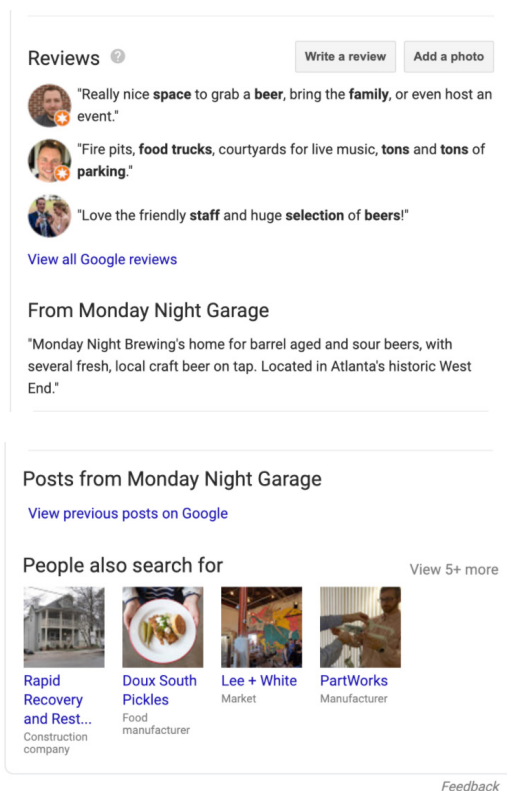 Reviews
Write a review
Add a photo
"Really nice space to grab a beer, bring the family, or even host an
event."
"Fire pits, food trucks, courtyards for live music, tons and tons of
parking."
"Love the friendly staff and huge selection of beers!"
View all Google reviews
From Monday Night Garage
"Monday Night Brewing's home for barrel aged and sour beers, with
several fresh, local craft beer on tap. Located in Atlanta's historic West
End."
Posts from Monday Night Garage
View previous posts on Google
People also search for
View 5+ more
Rapid
Recovery
and Rest...
Construction
company
Doux South
Pickles
Food
manufacturer
Lee + White
Market
PartWorks
Manufacturer
Feedback